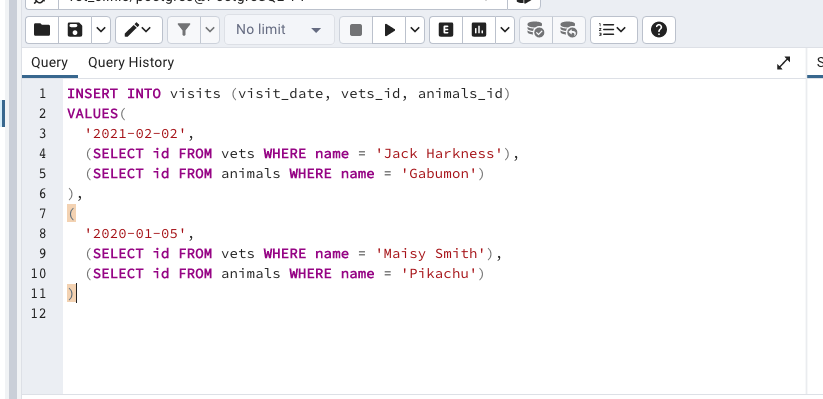 No limit
E
Query Query History
1 INSERT INTO visits (visit_date, vets_id, animals_id)
2 VALUES(
3 '2021-02-02',
4 (SELECT id FROM vets WHERE name = 'Jack Harkness'),
5 (SELECT id FROM animals WHERE name = 'Gabumon')
6 ),
7 (
8 '2020-01-05',
9 (SELECT id FROM vets WHERE name = 'Maisy Smith'),
10 (SELECT id FROM animals WHERE name = 'Pikachu')
11 )
12